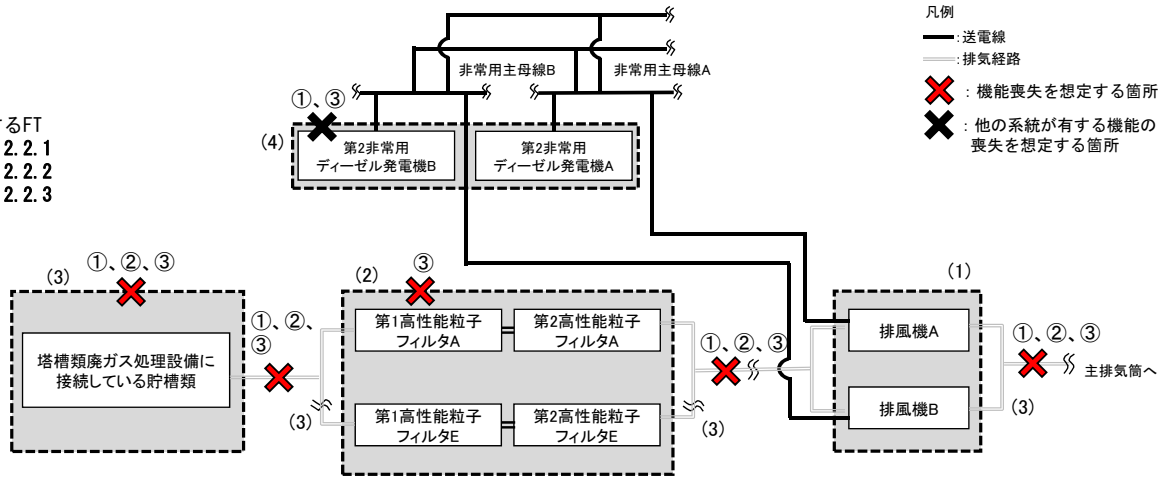 凡例
:送電線
:排気経路
: 機能喪失を想定する箇所
: 他の系統が有する機能の
喪失を想定する箇所
非常用主母線B
非常用主母線A
①、③
するFT
2.2.1
2.2.2
2.2.3
(4)
第2非常用
ディーゼル発電機B
第2非常用
ディーゼル発電機A
(3)
①、②、③
塔槽類廃ガス処理設備に
接続している貯槽類
①、②、
③
(3)
(2)
③
第1高性能粒子
フィルタA
第2高性能粒子
フィルタA
第1高性能粒子
フィルタE
第2高性能粒子
フィルタE
①、②、③
(3)
(1)
排風機A
排風機B
①、②、③
主排気筒へ
(3)